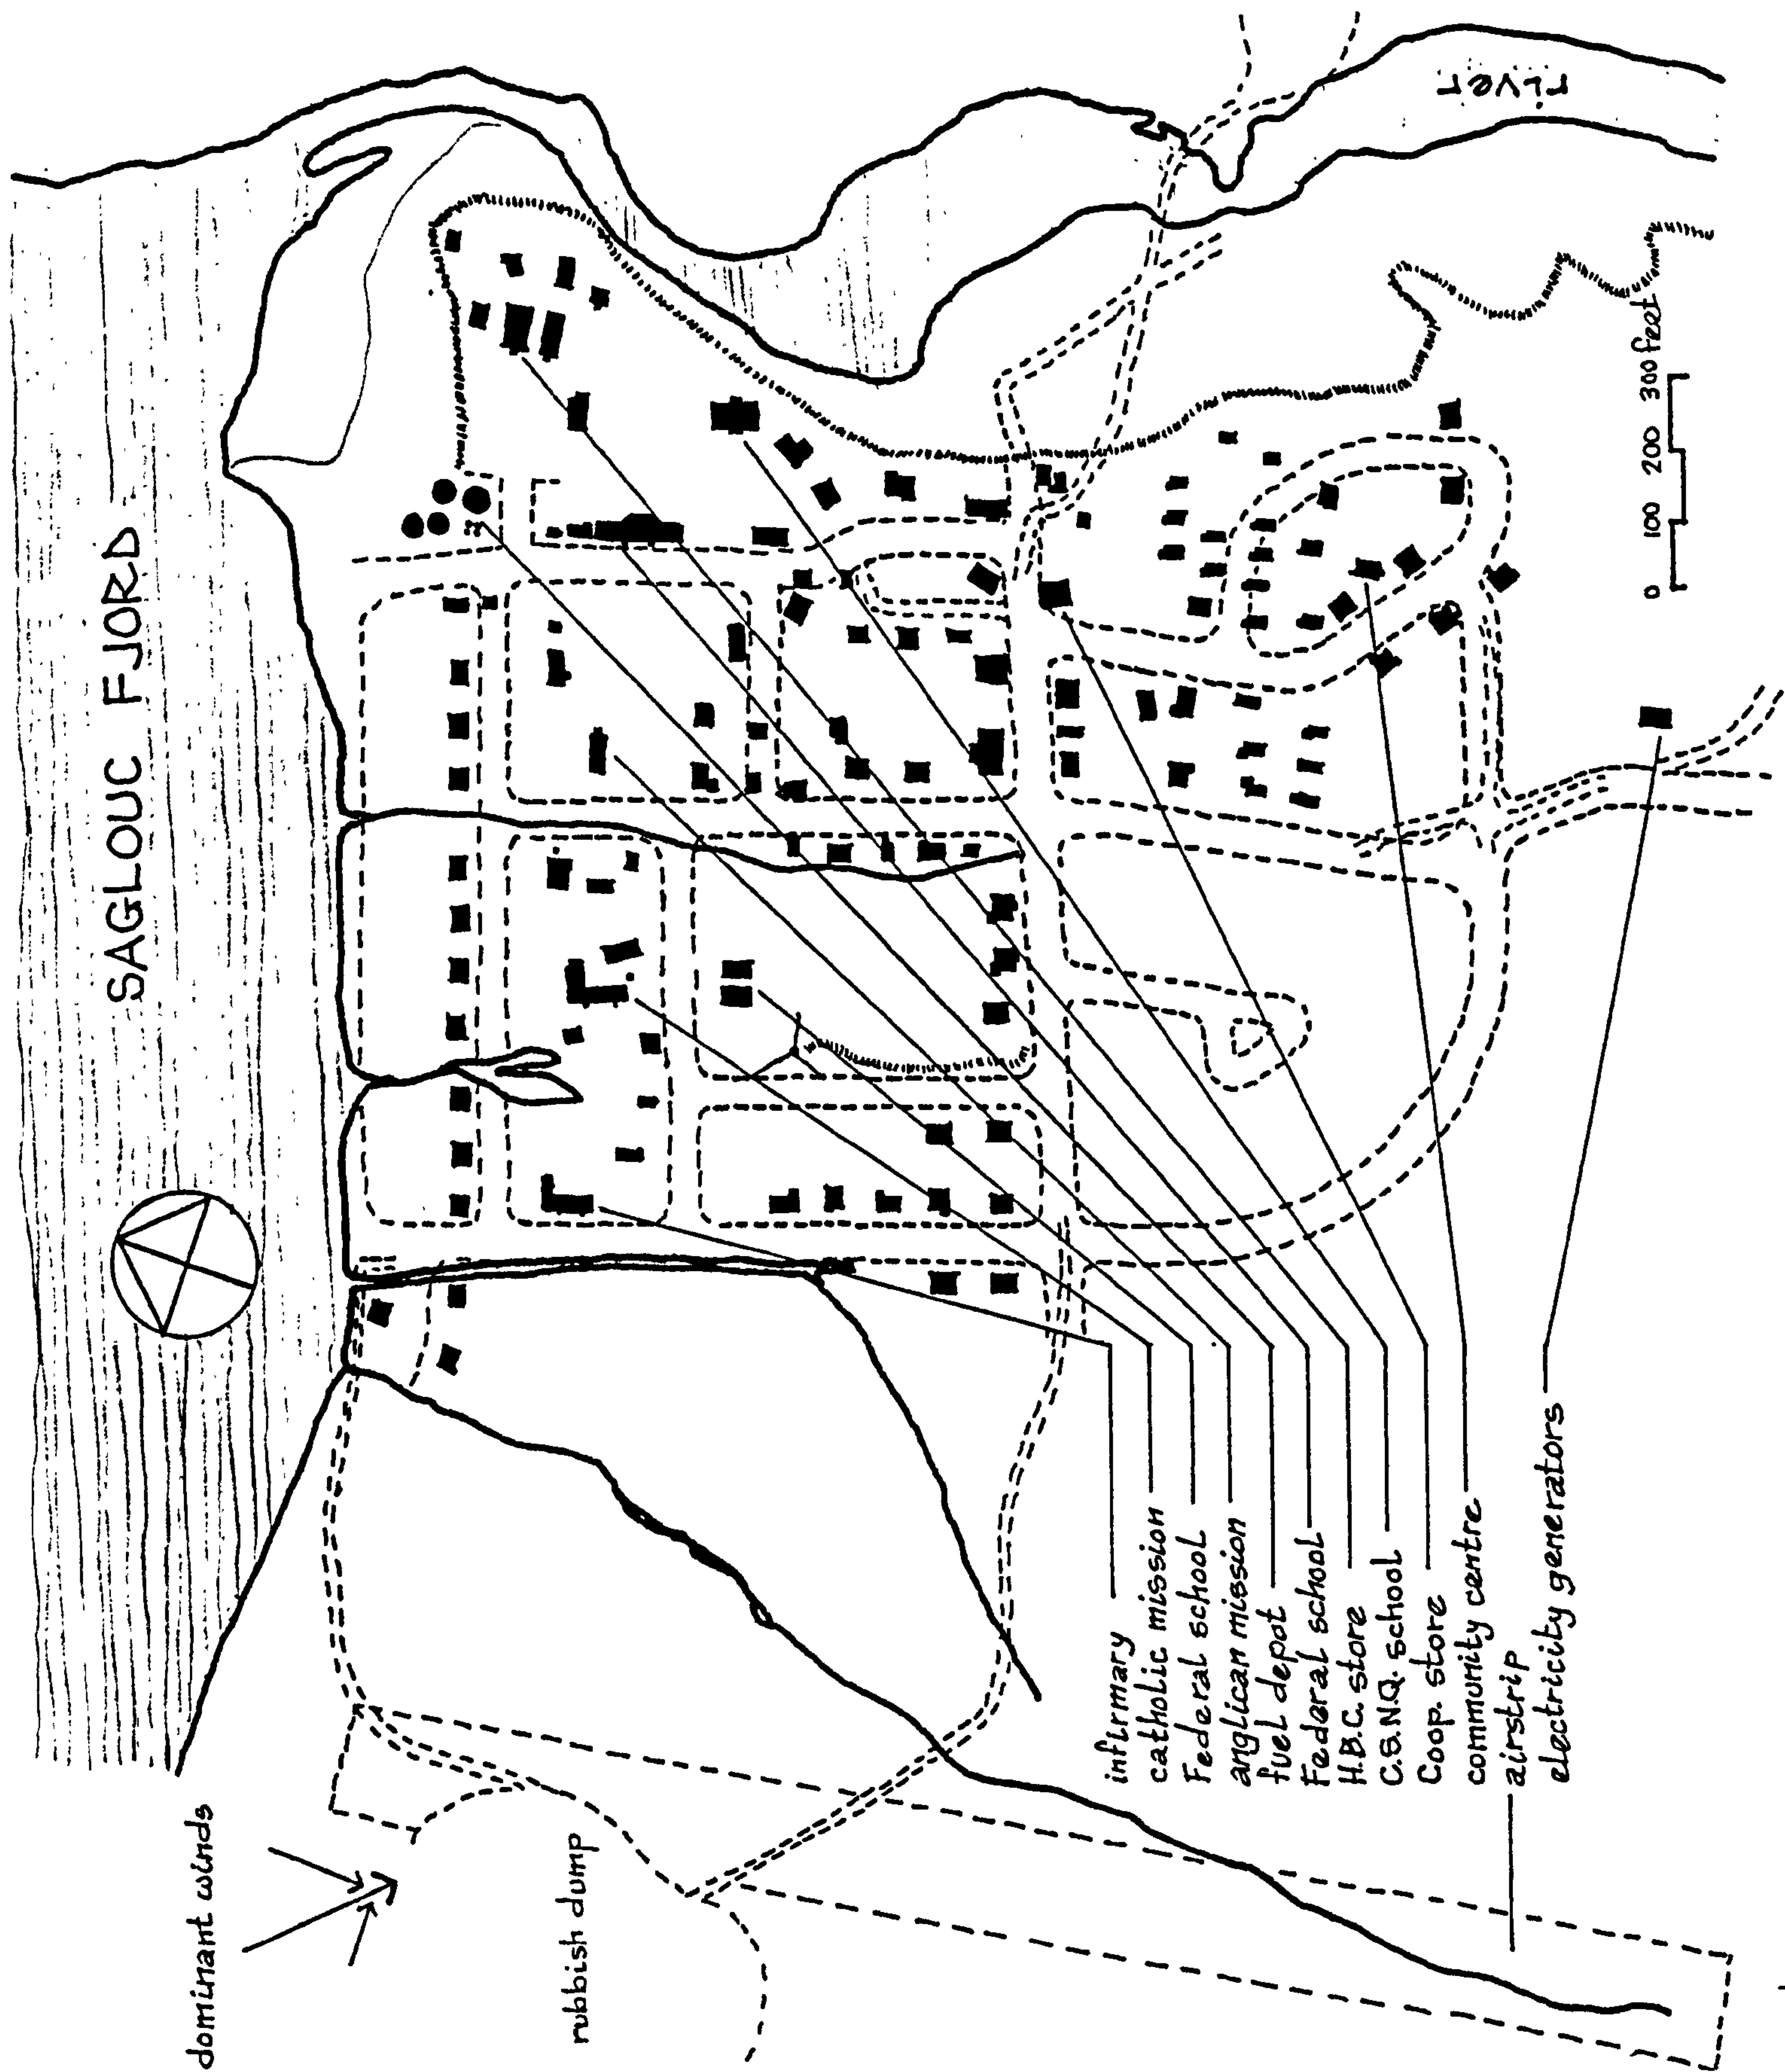 SAGLOUC FJORD
river
dominant winds
rubbish dump
infirmary
catholic mission
Federal school
anglican mission
fuel depot
Federal school
H.B.C. store
C.S.N.Q. school
Coop. store
community centre
airstrip
electricity generators
0 100 200 300 feet